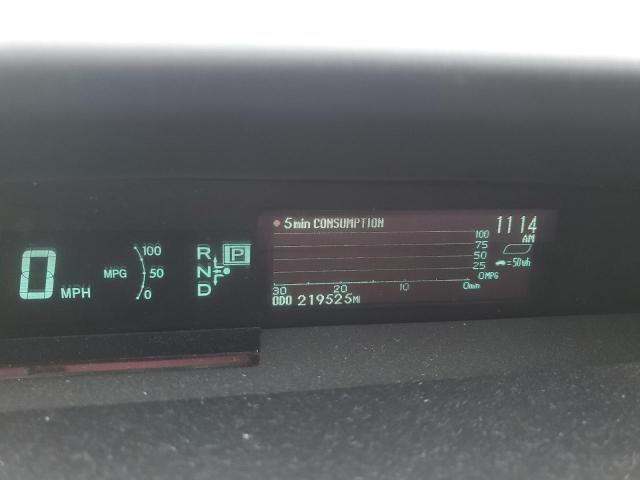 0 MPH
MPG
100
50
0
R
N
D
P
5min CONSUMPTION
1114
AM
100
75
50
25
0MPG
=50Wh
30 20 10 0min
ODO 219525MI